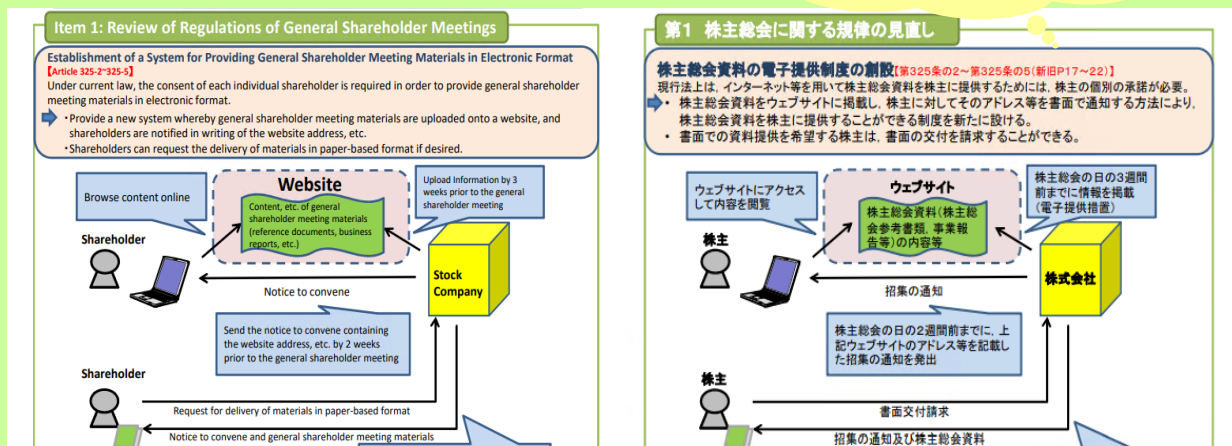 Item 1: Review of Regulations of General Shareholder Meetings
Establishment of a System for Providing General Shareholder Meeting Materials in Electronic Format
【Article 325-2~325-5】
Under current law, the consent of each individual shareholder is required in order to provide general shareholder
meeting materials in electronic format.
・Provide a new system whereby general shareholder meeting materials are uploaded onto a website, and
shareholders are notified in writing of the website address, etc.
・Shareholders can request the delivery of materials in paper-based format if desired.
Browse content online
Website
Content, etc. of general
shareholder meeting materials
(reference documents, business
reports, etc.)
Upload Information by 3
weeks prior to the general
shareholder meeting
Shareholder
Stock
Company
Notice to convene
Send the notice to convene containing
the website address, etc. by 2 weeks
prior to the general shareholder meeting
Shareholder
Request for delivery of materials in paper-based format
Notice to convene and general shareholder meeting materials
第1 株主総会に関する規律の見直し
株主総会資料の電子提供制度の創設【第325条の2~第325条の5(新旧P17~22)】
現行法上は,インターネット等を用いて株主総会資料を株主に提供するためには,株主の個別の承諾が必要。
・ 株主総会資料をウェブサイトに掲載し,株主に対してそのアドレス等を書面で通知する方法により,
株主総会資料を株主に提供することができる制度を新たに設ける。
・ 書面での資料提供を希望する株主は,書面の交付を請求することができる。
ウェブサイトにアクセス
して内容を閲覧
ウェブサイト
株主総会資料(株主総
会参考書類,事業報
告等)の内容等
株主総会の日の3週間
前までに情報を掲載
(電子提供措置)
株主
株式会社
招集の通知
株主総会の日の2週間前までに,上
記ウェブサイトのアドレス等を記載し
た招集の通知を発出
株主
書面交付請求
招集の通知及び株主総会資料